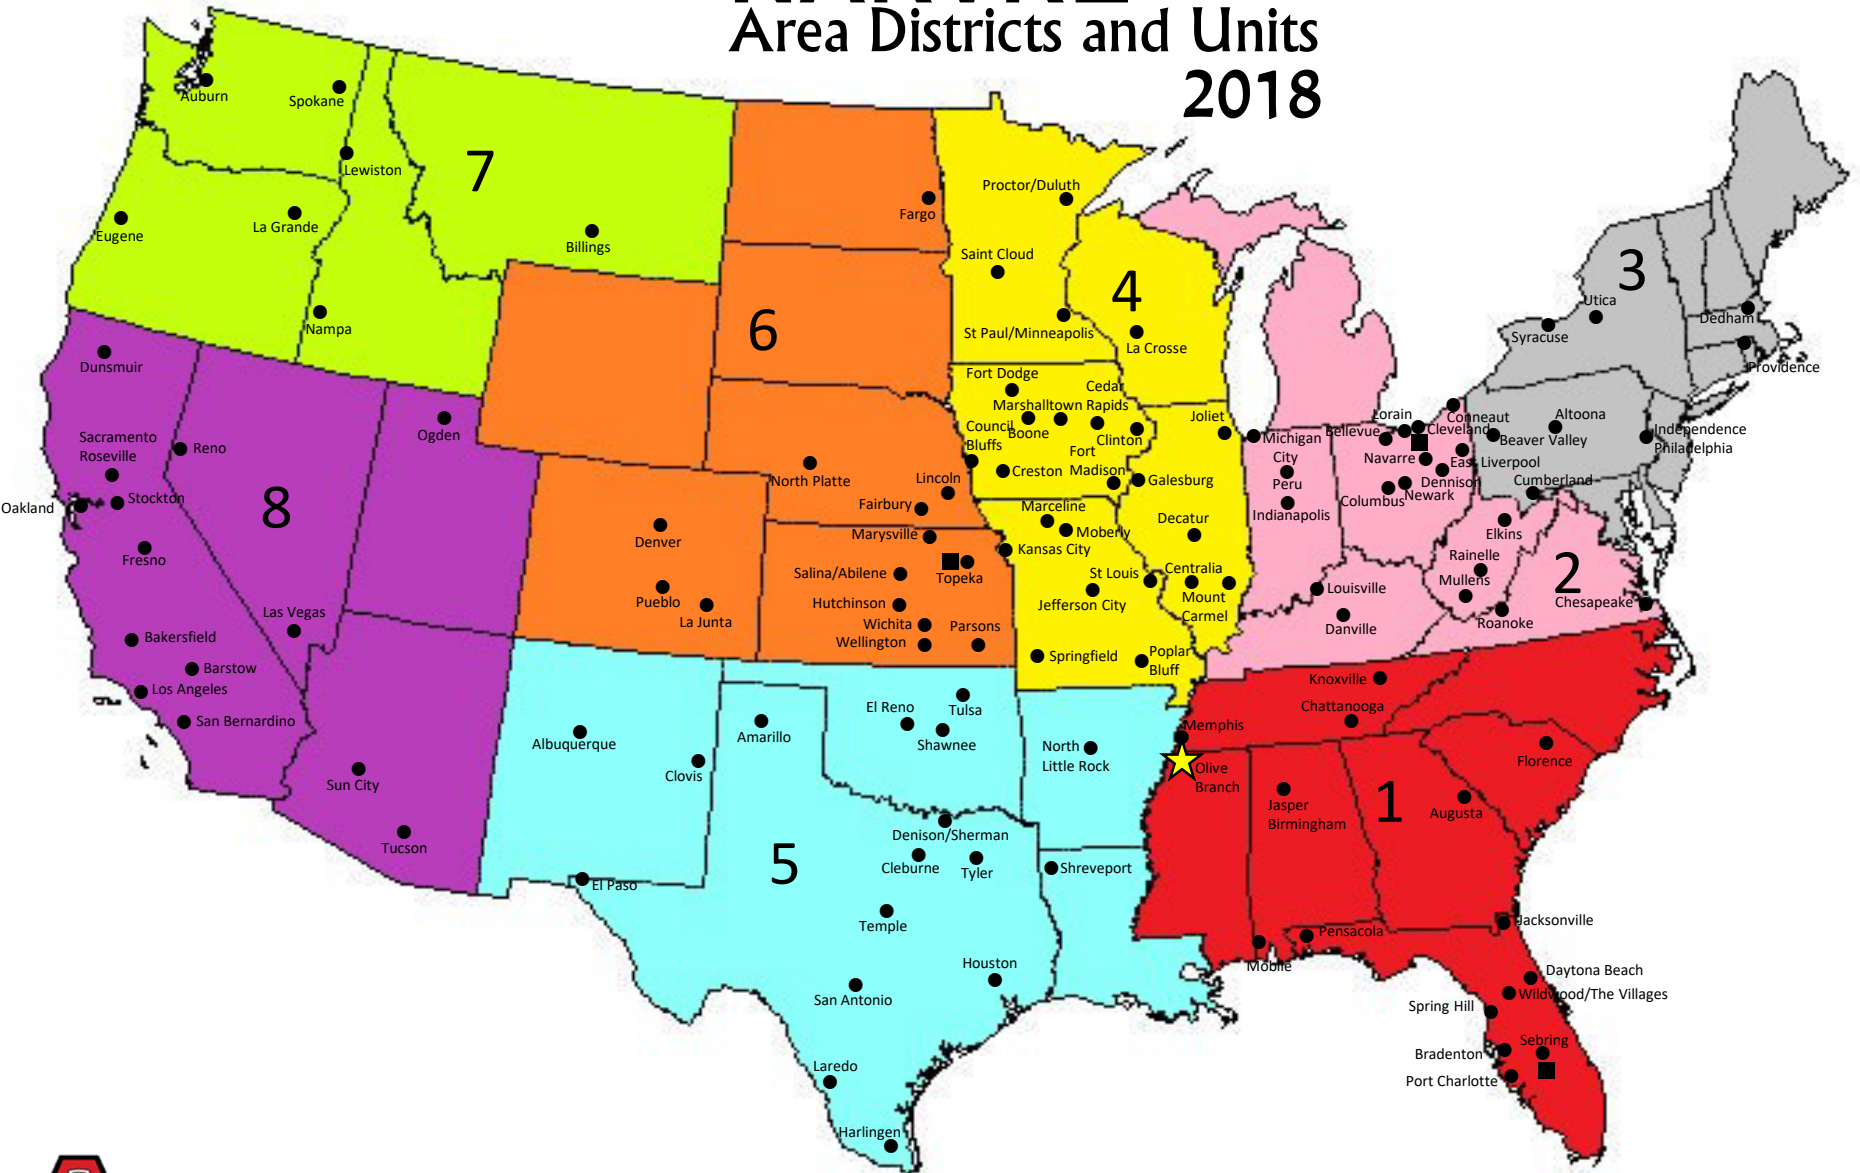 Area Districts and Units
2018
Auburn
Spokane
Lewiston
7
Eugene
La Grande
Billings
Nampa
Fargo
6
Proctor/Duluth
Saint Cloud
4
St Paul/Minneapolis
La Crosse
3
Utica
Syracuse
Dedham
Providence
Dunsmuir
Sacramento
Roseville
Reno
Ogden
Oakland
Stockton
8
Fresno
Las Vegas
Bakersfield
Barstow
Los Angeles
San Bernardino
Sun City
Tucson
North Platte
Lincoln
Fairbury
Denver
Pueblo
La Junta
Marysville
Topeka
Salina/Abilene
Hutchinson
Wichita
Wellington
Parsons
Fort Dodge
Cedar
Marshalltown Rapids
Council
Bluffs
Boone
Clinton
Creston
Fort
Madison
Joliet
Galesburg
Marceline
Moberly
Kansas City
Decatur
St Louis
Centralia
Jefferson City
Mount
Carmel
Springfield
Poplar
Bluff
Michigan
City
Peru
Indianapolis
Lorain
Bellevue
Conneaut
Cleveland
Navarre
East Liverpool
Dennison
Columbus
Newark
Beaver Valley
Altoona
Independence
Philadelphia
Cumberland
Elkins
Rainelle
Mullens
2
Chesapeake
Roanoke
Louisville
Danville
Knoxville
Chattanooga
Memphis
Olive
Branch
Jasper
Birmingham
1
Augusta
Florence
Albuquerque
Clovis
Amarillo
El Reno
Tulsa
Shawnee
North
Little Rock
5
Denison/Sherman
Cleburne
Tyler
Shreveport
El Paso
Temple
Houston
San Antonio
Laredo
Harlingen
Mobile
Pensacola
Jacksonville
Daytona Beach
Wildwood/The Villages
Spring Hill
Sebring
Bradenton
Port Charlotte